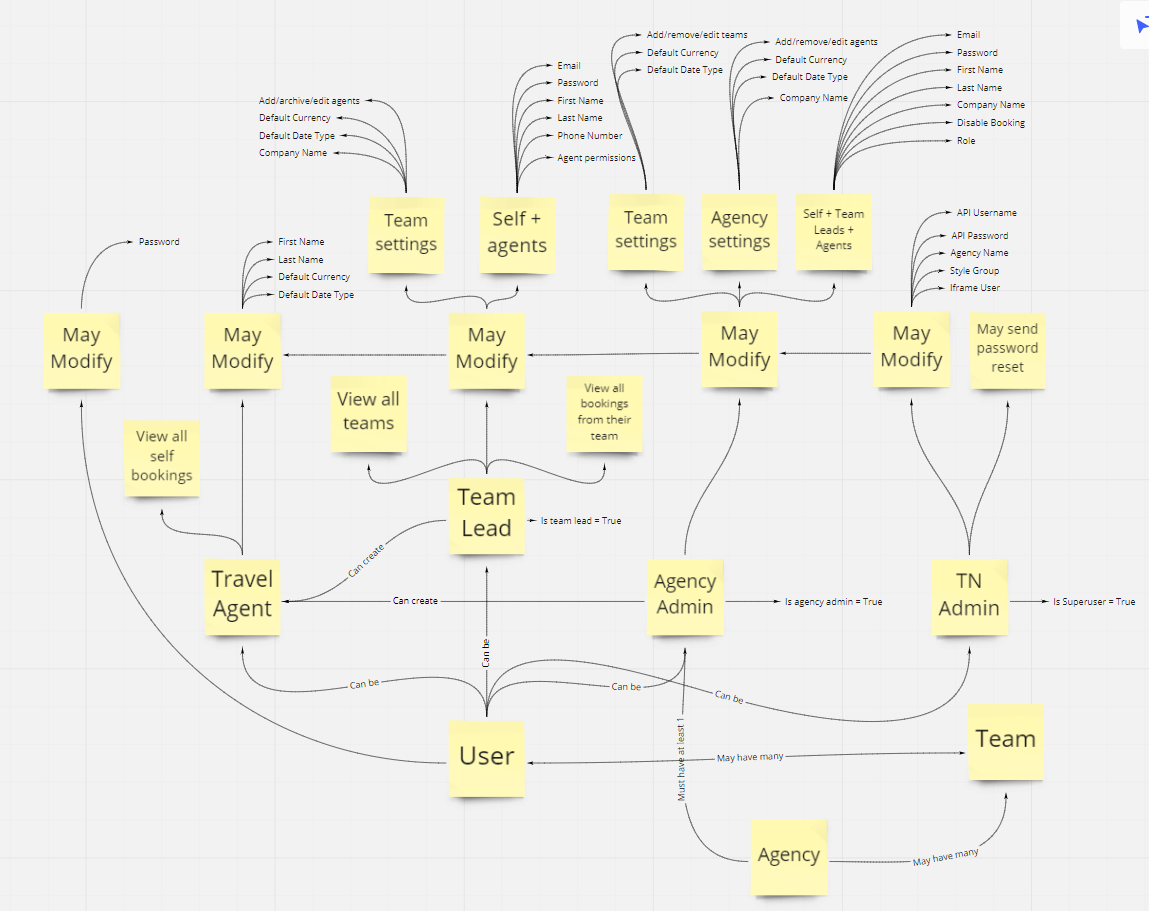 Add/remove/edit teams
Default Currency
Default Date Type
Add/remove/edit agents
Default Currency
Default Date Type
Company Name
Email
Password
First Name
Last Name
Company Name
Disable Booking
Role
Email
Password
First Name
Last Name
Phone Number
Agent permissions
Add/archive/edit agents
Default Currency
Default Date Type
Company Name
Team
settings
Self +
agents
Team
settings
Agency
settings
Self + Team
Leads +
Agents
API Username
API Password
Agency Name
Style Group
Iframe User
Password
First Name
Last Name
Default Currency
Default Date Type
May
Modify
May
Modify
May
Modify
May
Modify
May
Modify
May send
password
reset
View all
teams
View all
bookings
from their
team
View all
self
bookings
Team
Lead
Is team lead = True
Can create
Travel
Agent
Can create
Agency
Admin
Is agency admin = True
TN
Admin
Is Superuser = True
Can be
Can be
Can be
Can be
User
Must have at least 1
May have many
Team
Agency
May have many